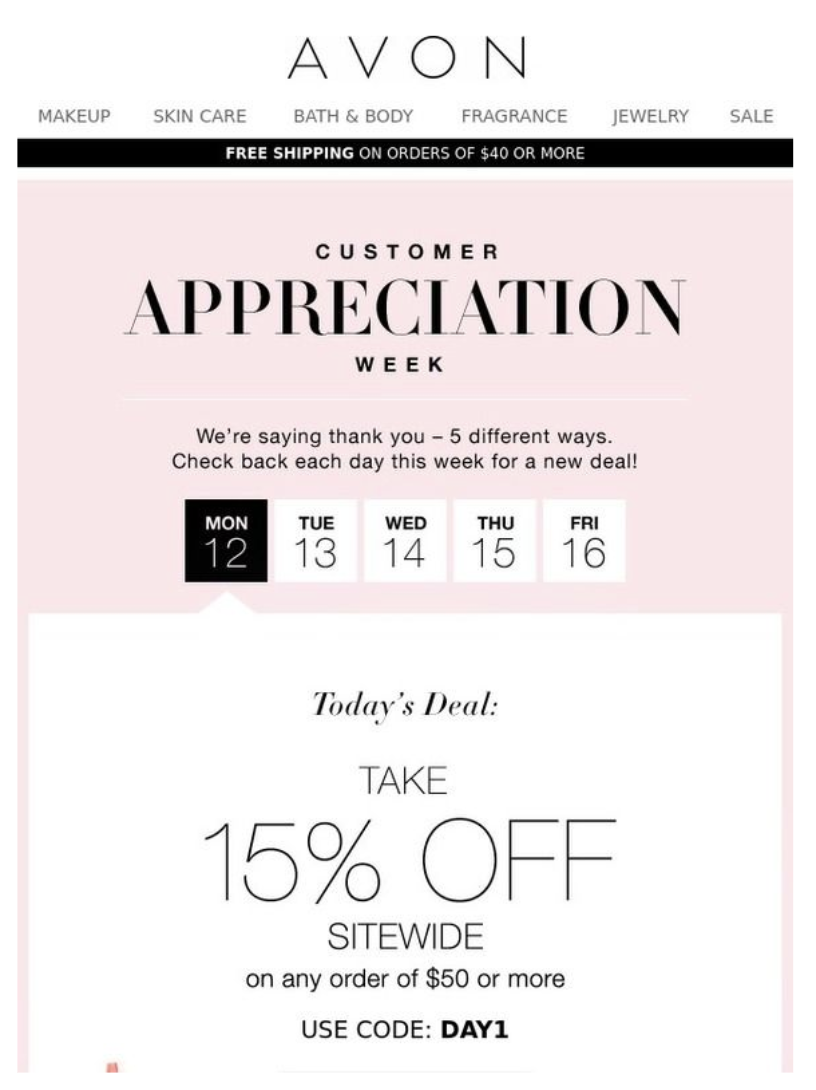 AVON
MAKEUP SKIN CARE BATH & BODY FRAGRANCE JEWELRY SALE
FREE SHIPPING ON ORDERS OF $40 OR MORE
CUSTOMER
APPRECIATION
WEEK
We're saying thank you – 5 different ways.
Check back each day this week for a new deal!
MON TUE WED THU FRI
12 13 14 15 16
Today's Deal:
TAKE
15% OFF
SITEWIDE
on any order of $50 or more
USE CODE: DAY1